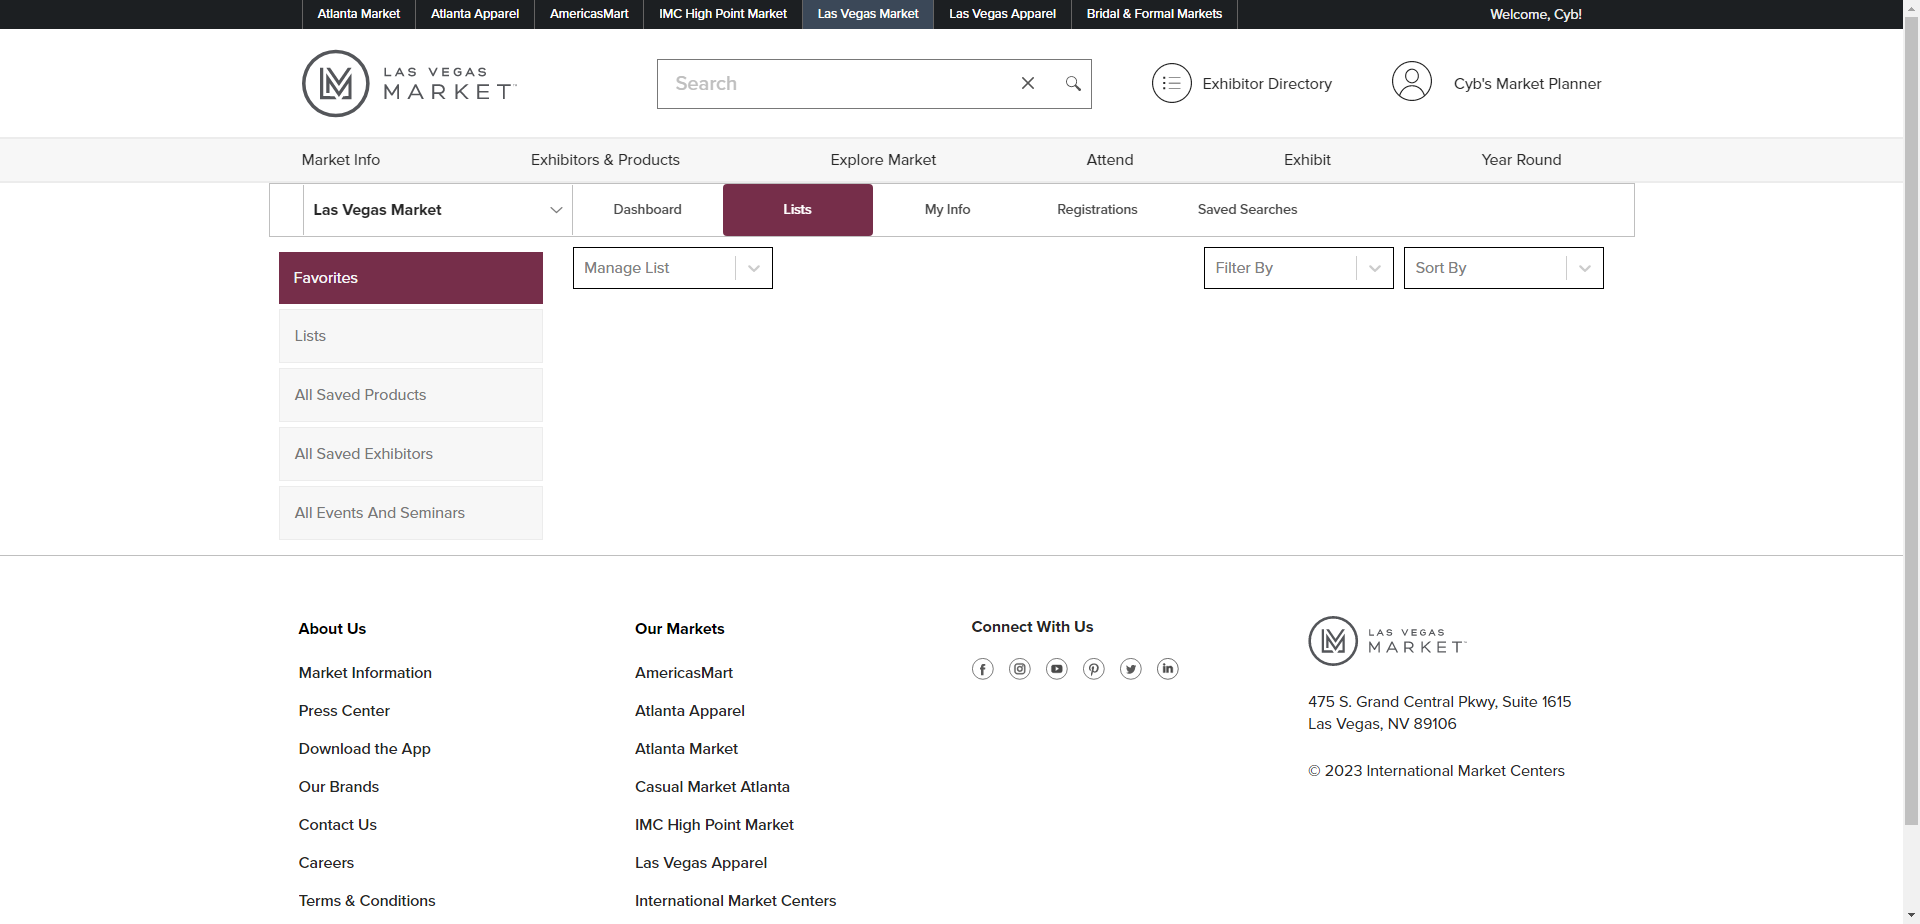 Atlanta Market
Atlanta Apparel
AmericasMart
IMC High Point Market
Las Vegas Market
Las Vegas Apparel
Bridal & Formal Markets
Welcome, Cyb!
LAS VEGAS
MARKET
Search
Exhibitor Directory
Cyb's Market Planner
Market Info
Exhibitors & Products
Explore Market
Attend
Exhibit
Year Round
Las Vegas Market
Dashboard
Lists
My Info
Registrations
Saved Searches
Favorites
Lists
All Saved Products
All Saved Exhibitors
All Events And Seminars
Manage List
Filter By
Sort By
About Us
Market Information
Press Center
Download the App
Our Brands
Contact Us
Careers
Terms & Conditions
Our Markets
AmericasMart
Atlanta Apparel
Atlanta Market
Casual Market Atlanta
IMC High Point Market
Las Vegas Apparel
International Market Centers
Connect With Us
LAS VEGAS
MARKET
475 S. Grand Central Pkwy, Suite 1615
Las Vegas, NV 89106
© 2023 International Market Centers